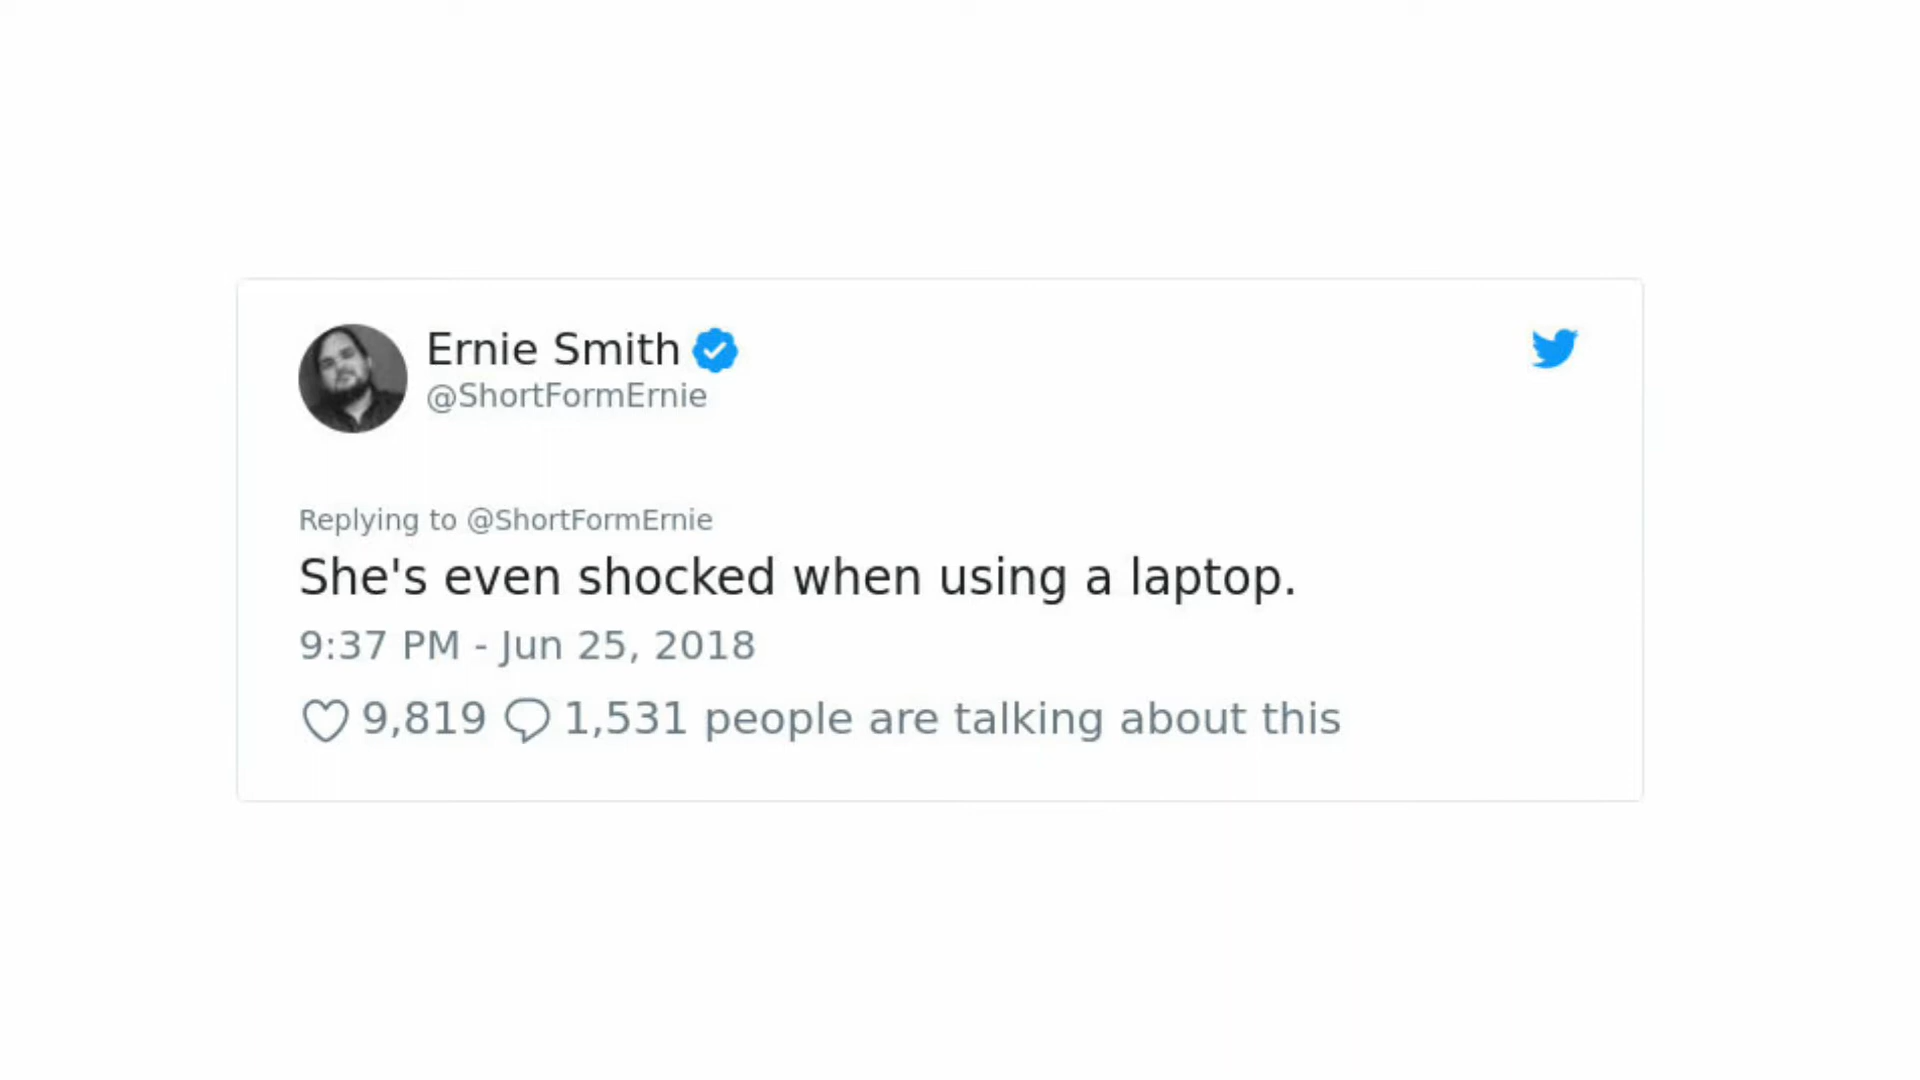 Ernie Smith
@ShortFormErnie
Replying to @ShortFormErnie
She's even shocked when using a laptop.
9:37 PM - Jun 25, 2018
9,819 1,531 people are talking about this